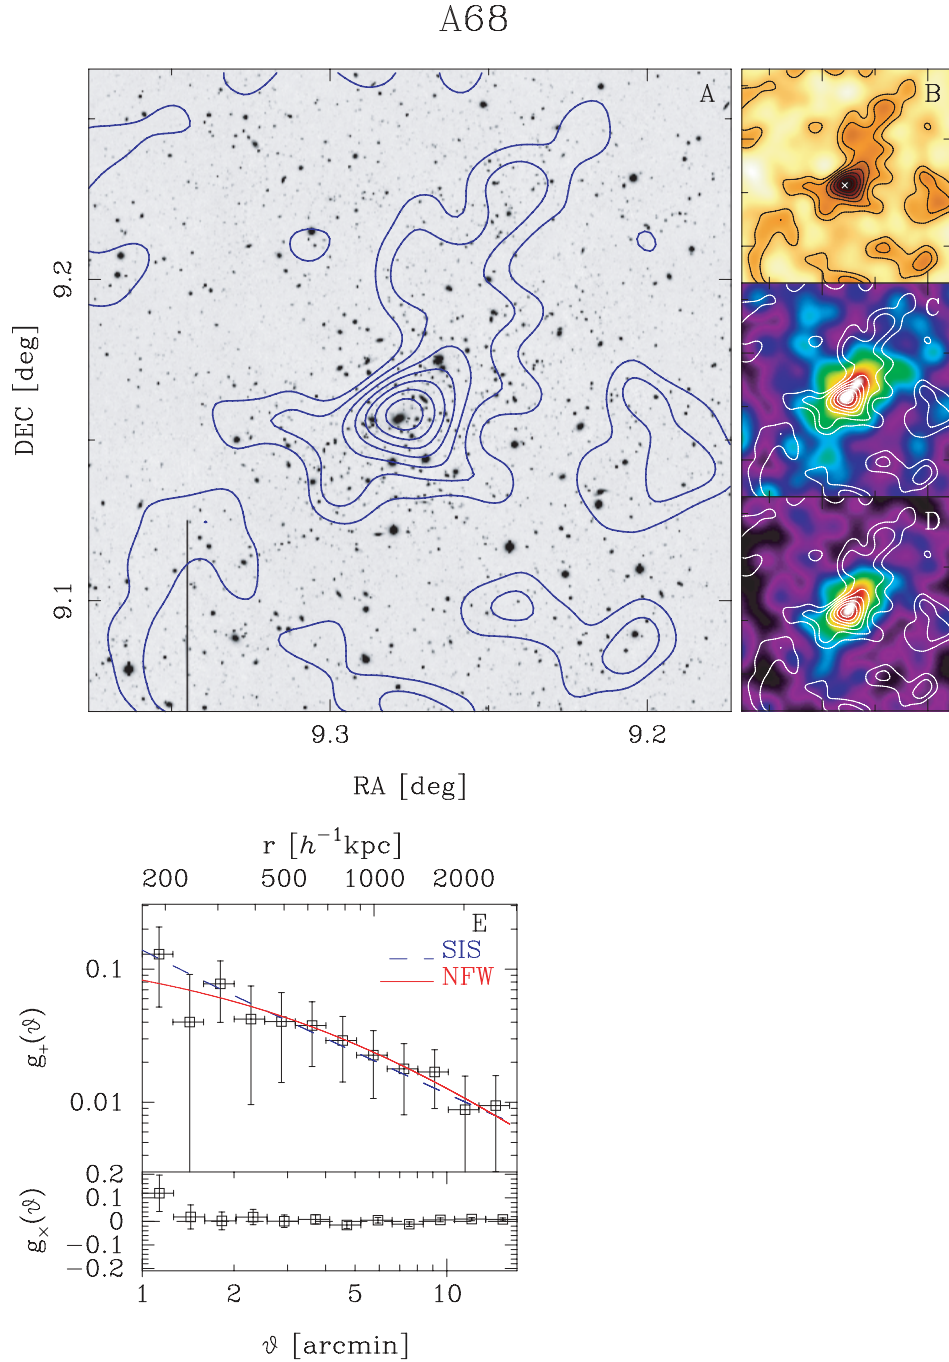 A68
A
B
C
D
9.2
9.1
DEC [deg]
9.3 9.2
RA [deg]
r [h⁻¹kpc]
200 500 1000 2000
E
SIS
NFW
0.1
0.01
g₊(ϑ)
0.2
0.1
0
−0.1
−0.2
g×(ϑ)
1 2 5 10
ϑ [arcmin]